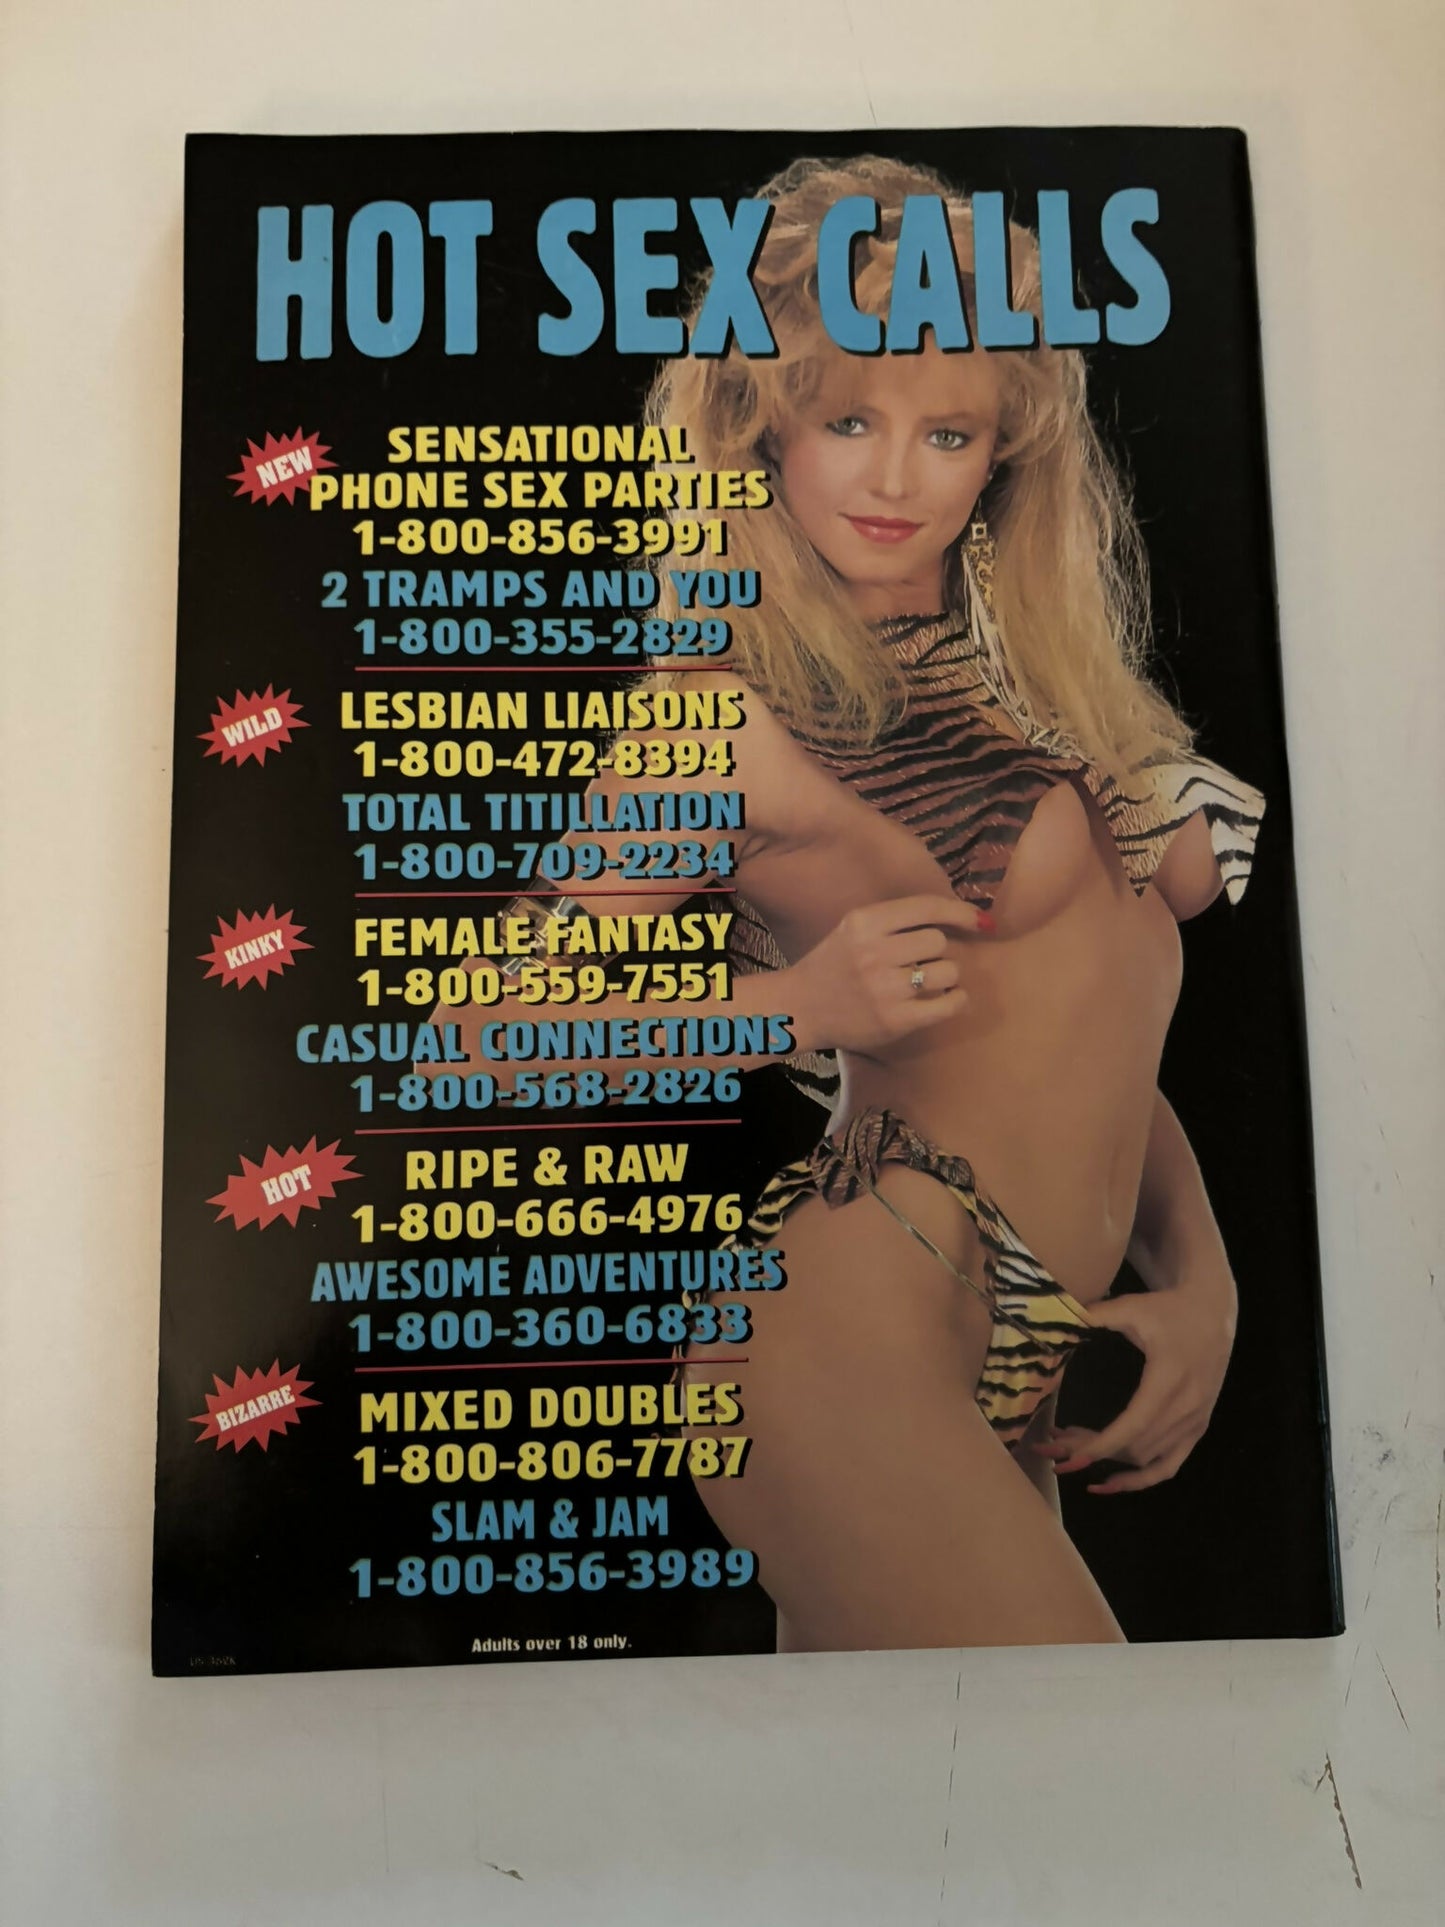 HOT SEX CALLS
NEW
SENSATIONAL
PHONE SEX PARTIES
1-800-856-3991
2 TRAMPS AND YOU
1-800-355-2829
WILD
LESBIAN LIAISONS
1-800-472-8394
TOTAL TITILLATION
1-800-709-2234
KINKY
FEMALE FANTASY
1-800-559-7551
CASUAL CONNECTIONS
1-800-568-2826
HOT
RIPE & RAW
1-800-666-4976
AWESOME ADVENTURES
1-800-360-6833
BIZARRE
MIXED DOUBLES
1-800-806-7787
SLAM & JAM
1-800-856-3989
Adults over 18 only.